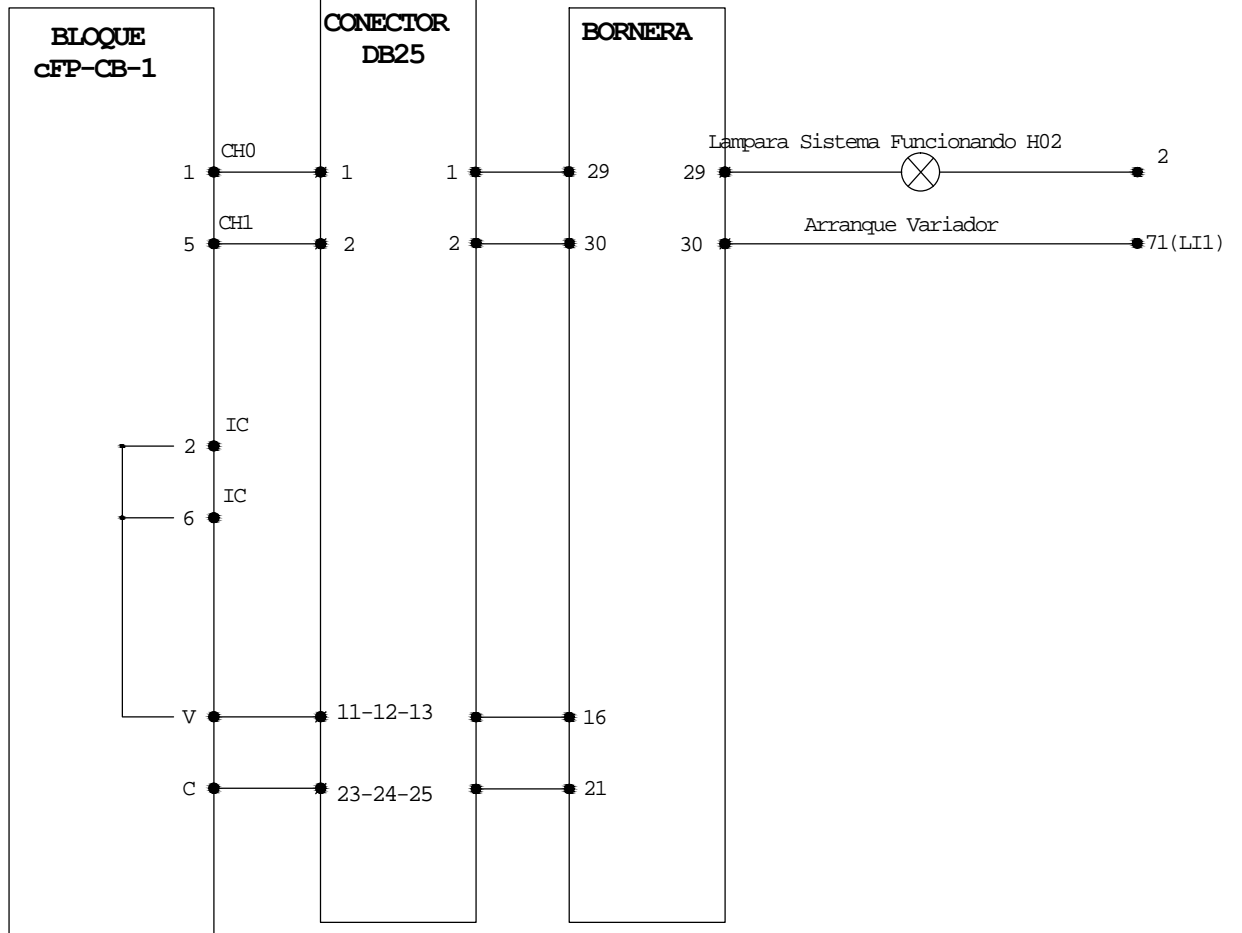 BLOQUE
cFP-CB-1
CONECTOR
DB25
BORNERA
Lampara Sistema Funcionando H02
CH0
1
1
1
29
29
2
CH1
Arranque Variador
5
2
2
30
30
71(LI1)
IC
2
IC
6
V
11-12-13
16
C
23-24-25
21